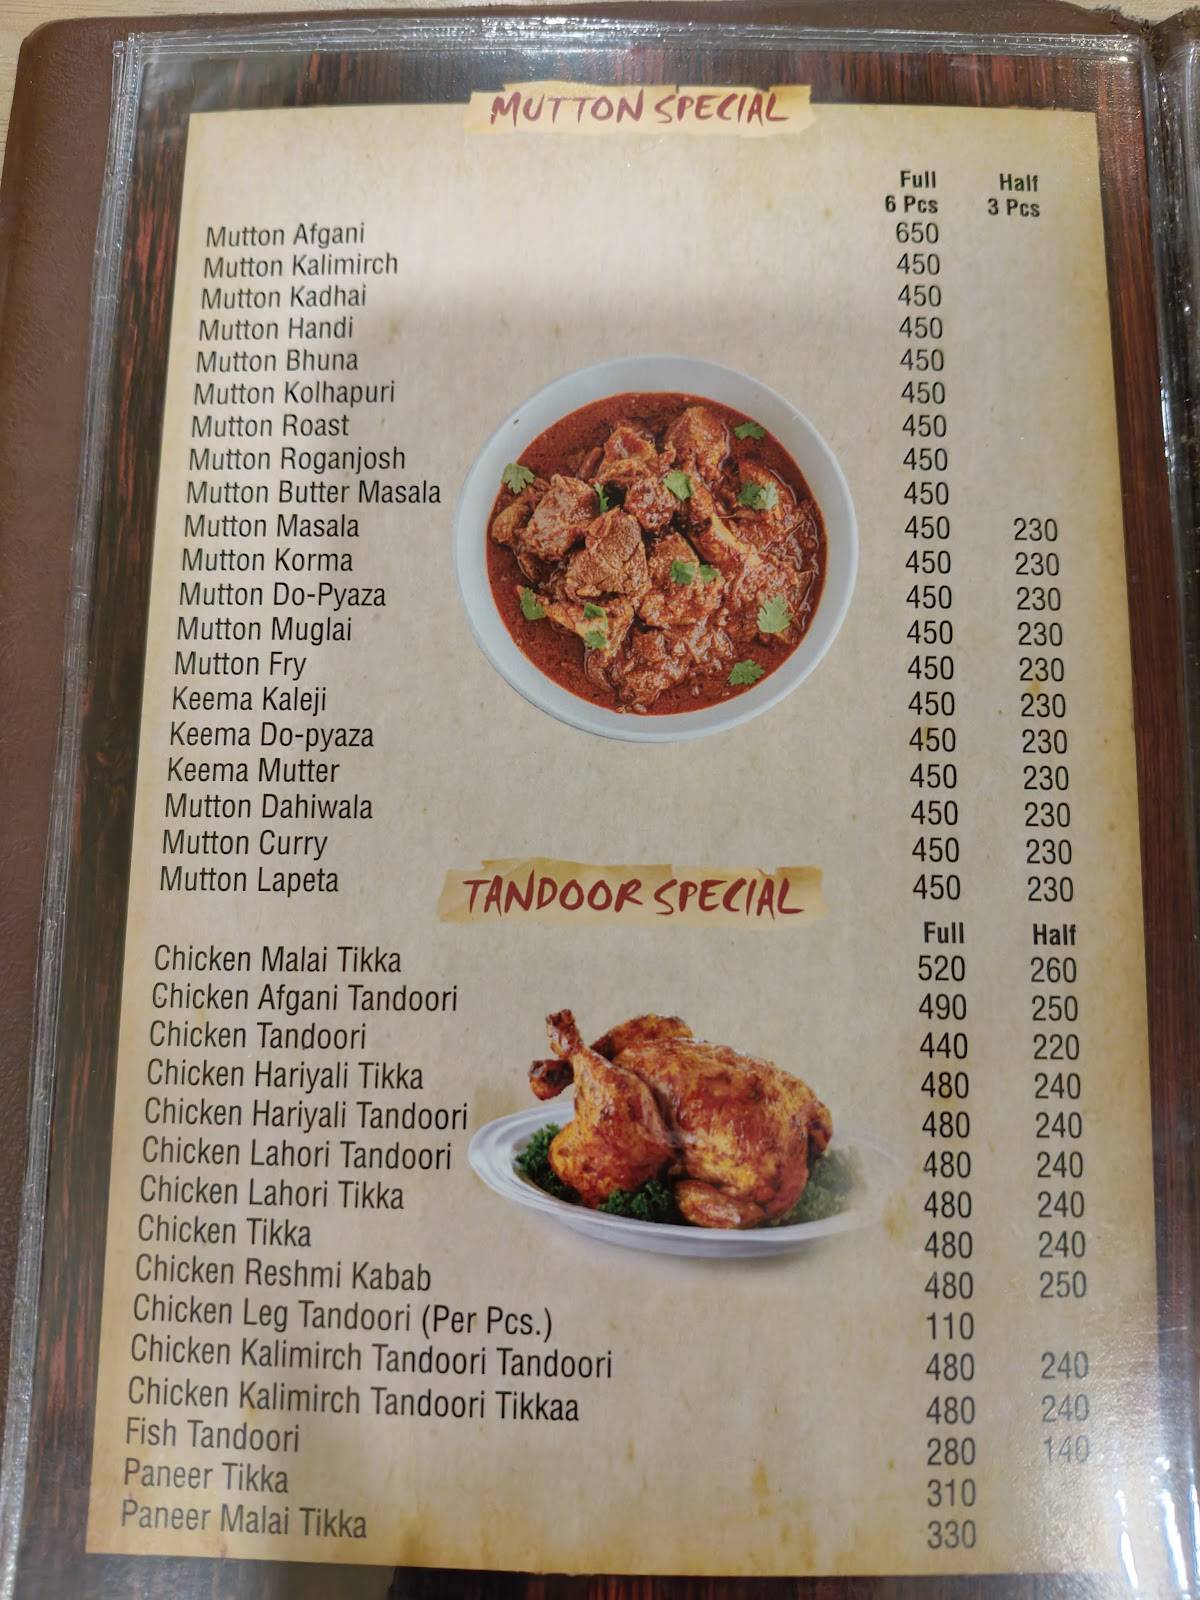 MUTTON SPECIAL
Full Half
6 Pcs 3 Pcs
Mutton Afgani 650
Mutton Kalimirch 450
Mutton Kadhai 450
Mutton Handi 450
Mutton Bhuna 450
Mutton Kolhapuri 450
Mutton Roast 450
Mutton Roganjosh 450
Mutton Butter Masala 450
Mutton Masala 450 230
Mutton Korma 450 230
Mutton Do-Pyaza 450 230
Mutton Muglai 450 230
Mutton Fry 450 230
Keema Kaleji 450 230
Keema Do-pyaza 450 230
Keema Mutter 450 230
Mutton Dahiwala 450 230
Mutton Curry 450 230
Mutton Lapeta 450 230
TANDOOR SPECIAL
Full Half
Chicken Malai Tikka 520 260
Chicken Afgani Tandoori 490 250
Chicken Tandoori 440 220
Chicken Hariyali Tikka 480 240
Chicken Hariyali Tandoori 480 240
Chicken Lahori Tandoori 480 240
Chicken Lahori Tikka 480 240
Chicken Tikka 480 240
Chicken Reshmi Kabab 480 250
Chicken Leg Tandoori (Per Pcs.) 110
Chicken Kalimirch Tandoori Tandoori 480 240
Chicken Kalimirch Tandoori Tikkaa 480 240
Fish Tandoori 280 140
Paneer Tikka 310
Paneer Malai Tikka 330